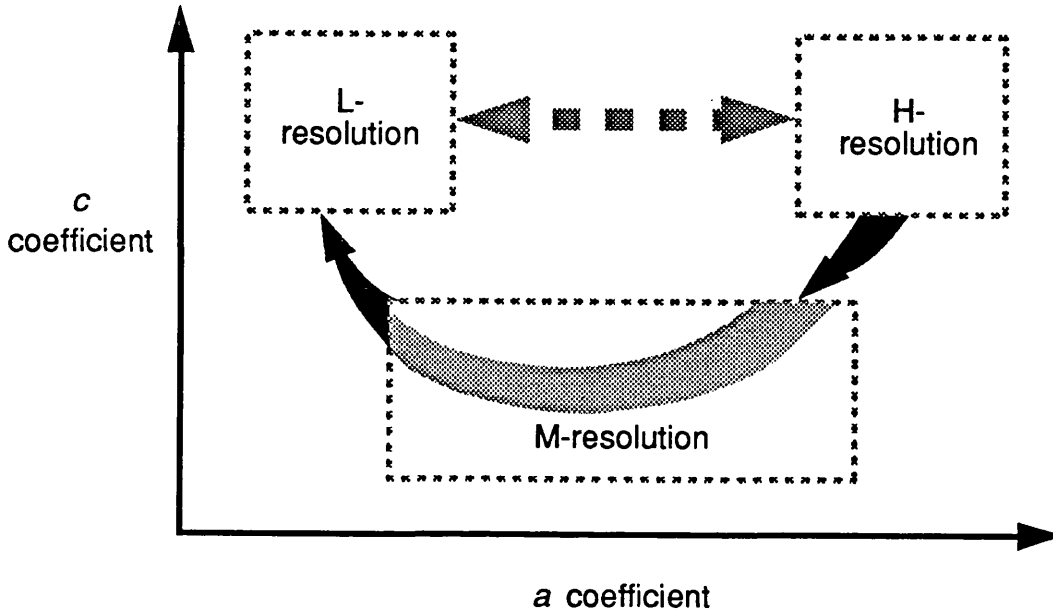 L-
resolution
H-
resolution
c
coefficient
M-resolution
a coefficient